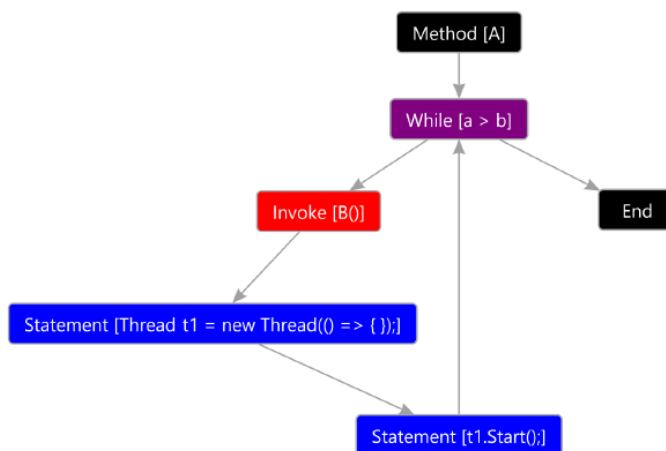 Method [A]
While [a > b]
Invoke [B()]
End
Statement [Thread t1 = new Thread(() => { });]
Statement [t1.Start();]